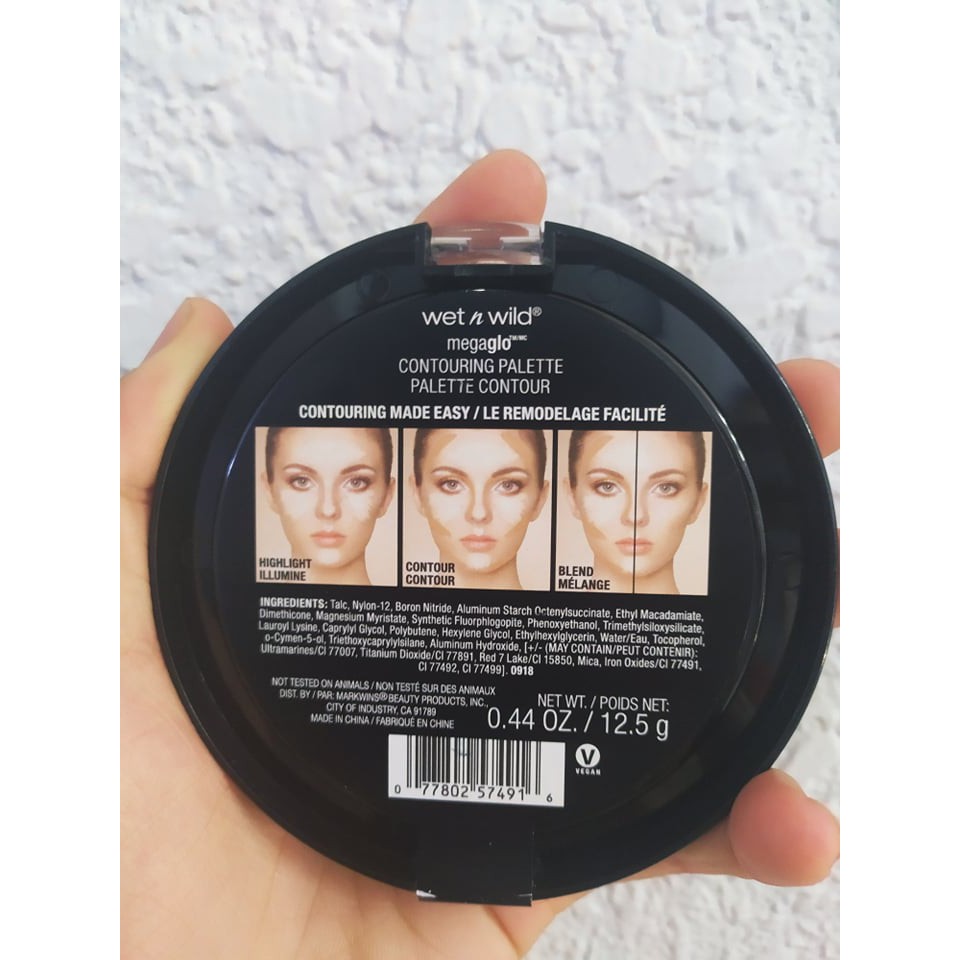 wet n wild®
megaglo™/MC
CONTOURING PALETTE
PALETTE CONTOUR
CONTOURING MADE EASY / LE REMODELAGE FACILITÉ
HIGHLIGHT
ILLUMINE
CONTOUR
CONTOUR
BLEND
MÉLANGE
INGREDIENTS: Talc, Nylon-12, Boron Nitride, Aluminum Starch Octenylsuccinate, Ethyl Macadamiate,
Dimethicone, Magnesium Myristate, Synthetic Fluorphlogopite, Phenoxyethanol, Trimethylsiloxysilicate,
Lauroyl Lysine, Caprylyl Glycol, Polybutene, Hexylene Glycol, Ethylhexylglycerin, Water/Eau, Tocopherol,
o-Cymen-5-ol, Triethoxycaprylylsilane, Aluminum Hydroxide, [+/- (MAY CONTAIN/PEUT CONTENIR):
Ultramarines/CI 77007, Titanium Dioxide/CI 77891, Red 7 Lake/CI 15850, Mica, Iron Oxides/CI 77491,
CI 77492, CI 77499]. 0918
NOT TESTED ON ANIMALS / NON TESTÉ SUR DES ANIMAUX
DIST. BY / PAR: MARKWINS® BEAUTY PRODUCTS, INC.,
CITY OF INDUSTRY, CA 91789
MADE IN CHINA / FABRIQUÉ EN CHINE
NET WT. / POIDS NET:
0.44 OZ. / 12.5 g
V
VEGAN
0 77802 57491 6